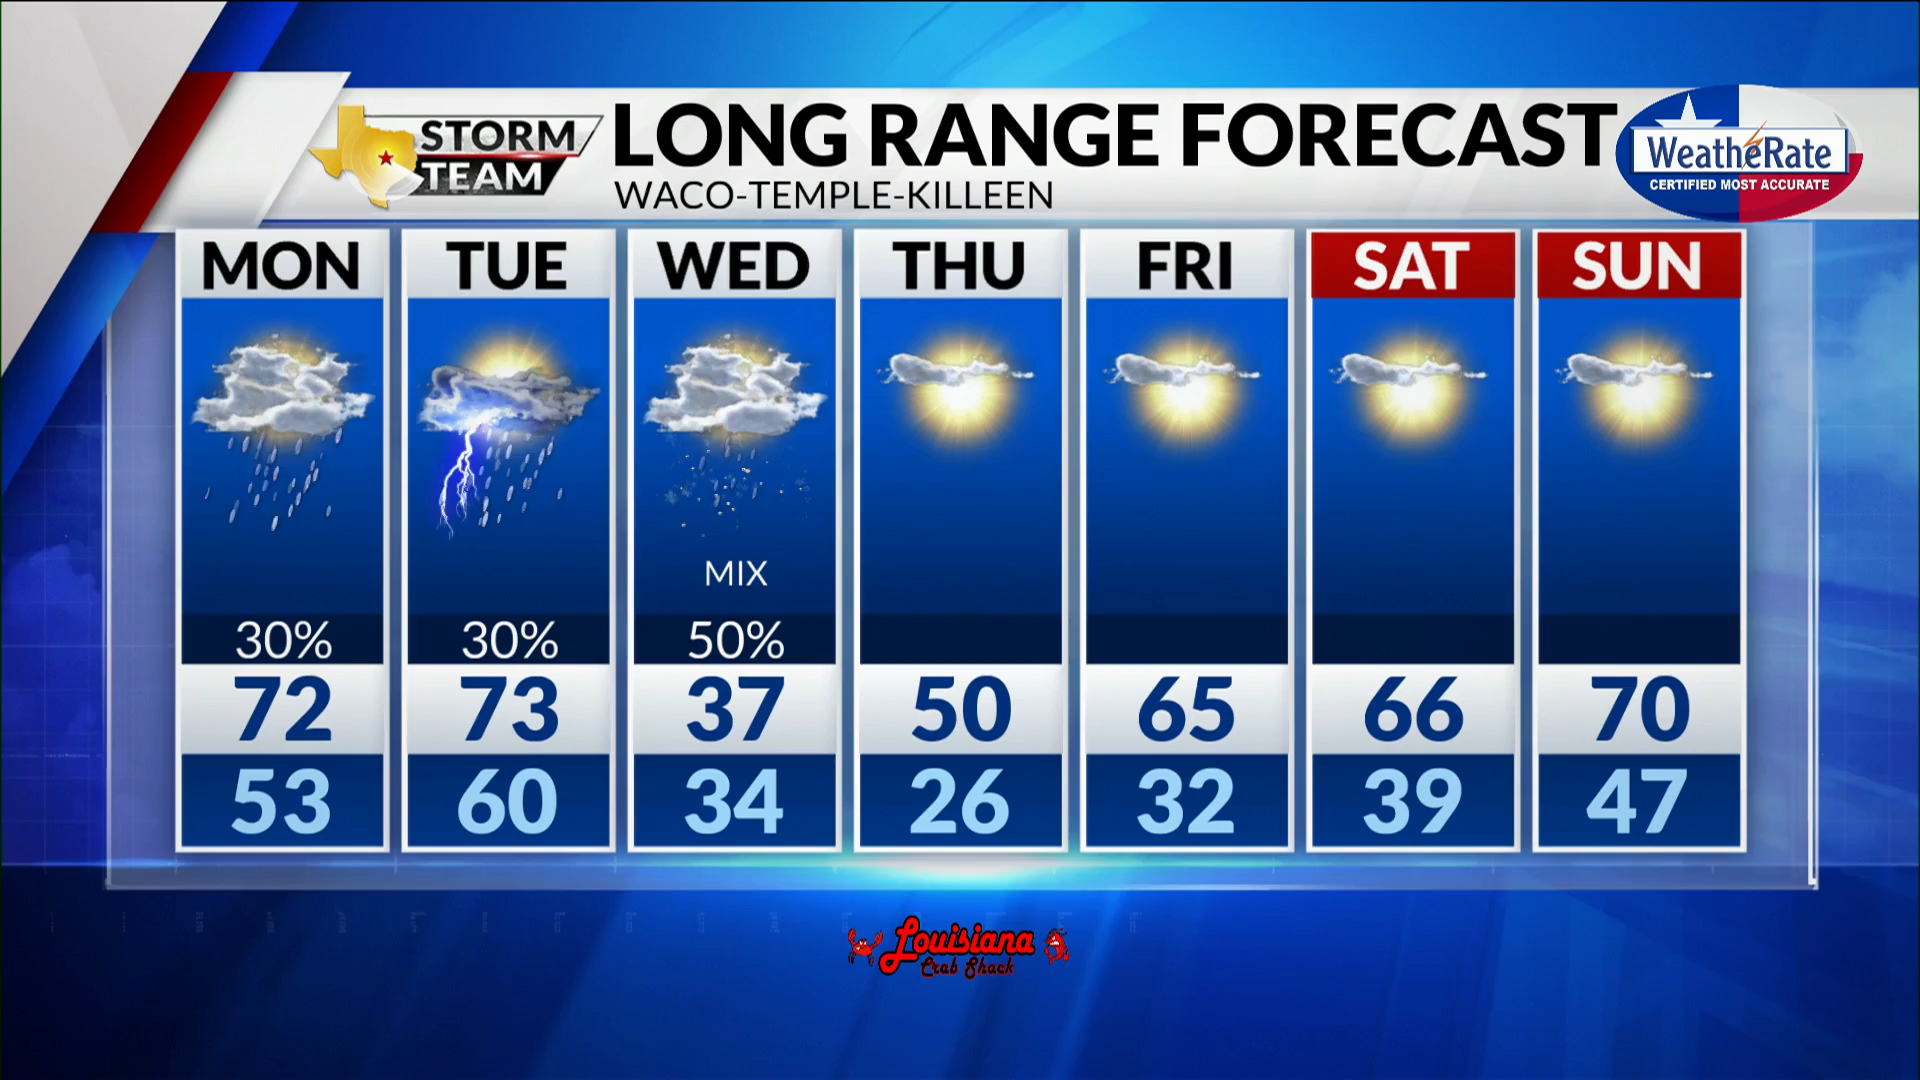 STORM
TEAM
LONG RANGE FORECAST
WACO-TEMPLE-KILLEEN
WeatheRate
CERTIFIED MOST ACCURATE
MON TUE WED THU FRI SAT SUN
MIX
30% 30% 50%
72 73 37 50 65 66 70
53 60 34 26 32 39 47
Louisiana
Crab Shack